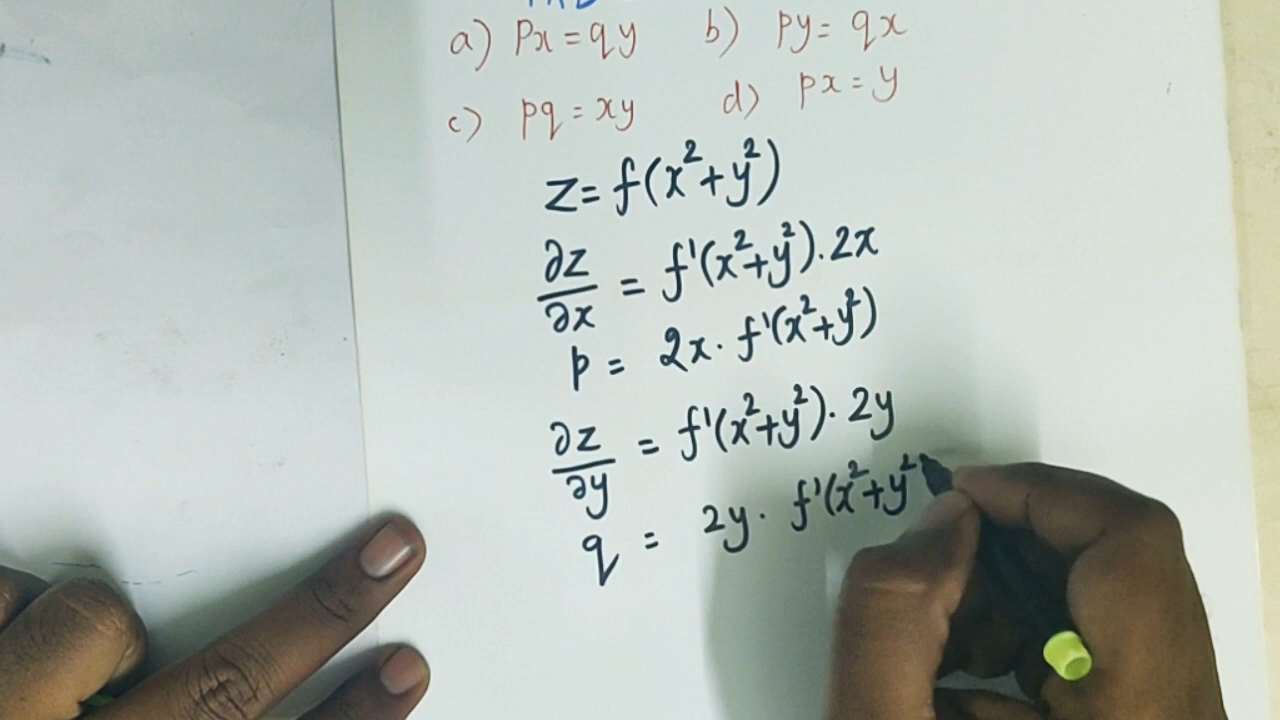 a) Px = qy b) py = qx
c) pq = xy d) px = y
z = f(x²+y²)
∂z/∂x = f'(x²+y²).2x
p = 2x. f'(x²+y²)
∂z/∂y = f'(x²+y²). 2y
q = 2y. f'(x²+y²